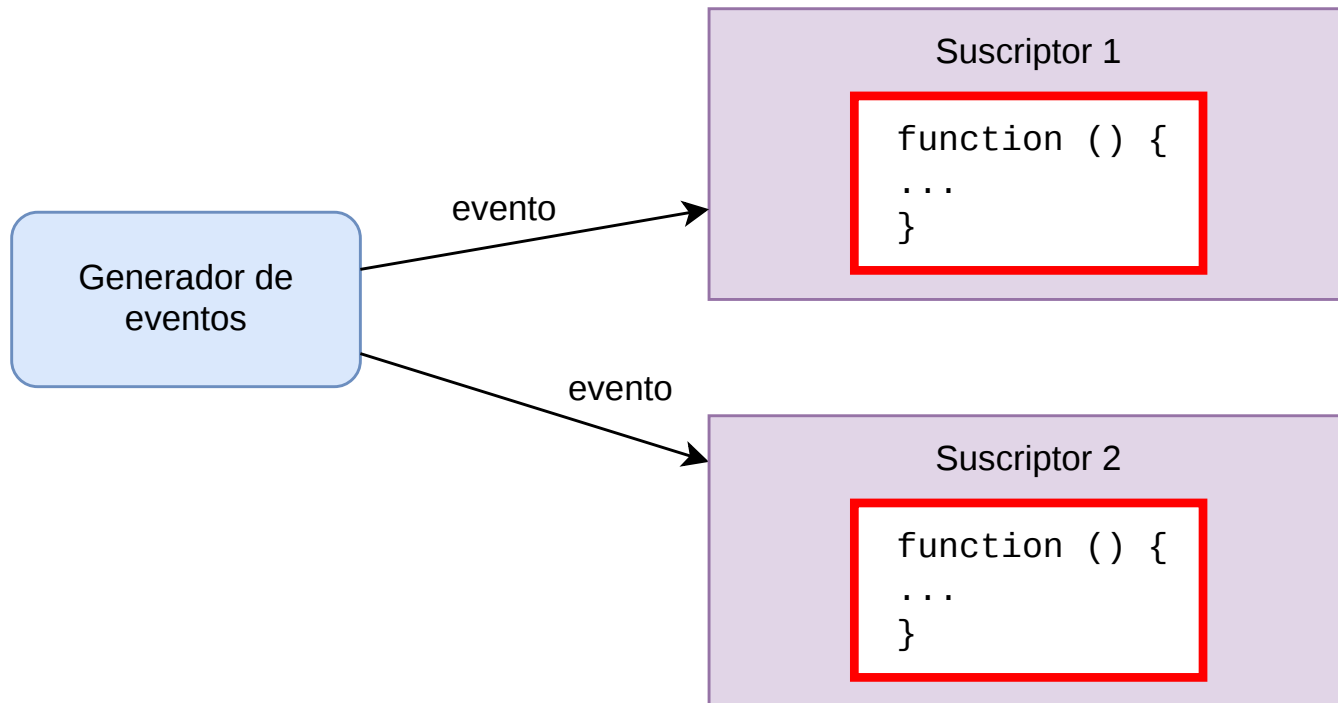 Suscriptor 1
function () {
...
}
evento
Generador de
eventos
evento
Suscriptor 2
function () {
...
}